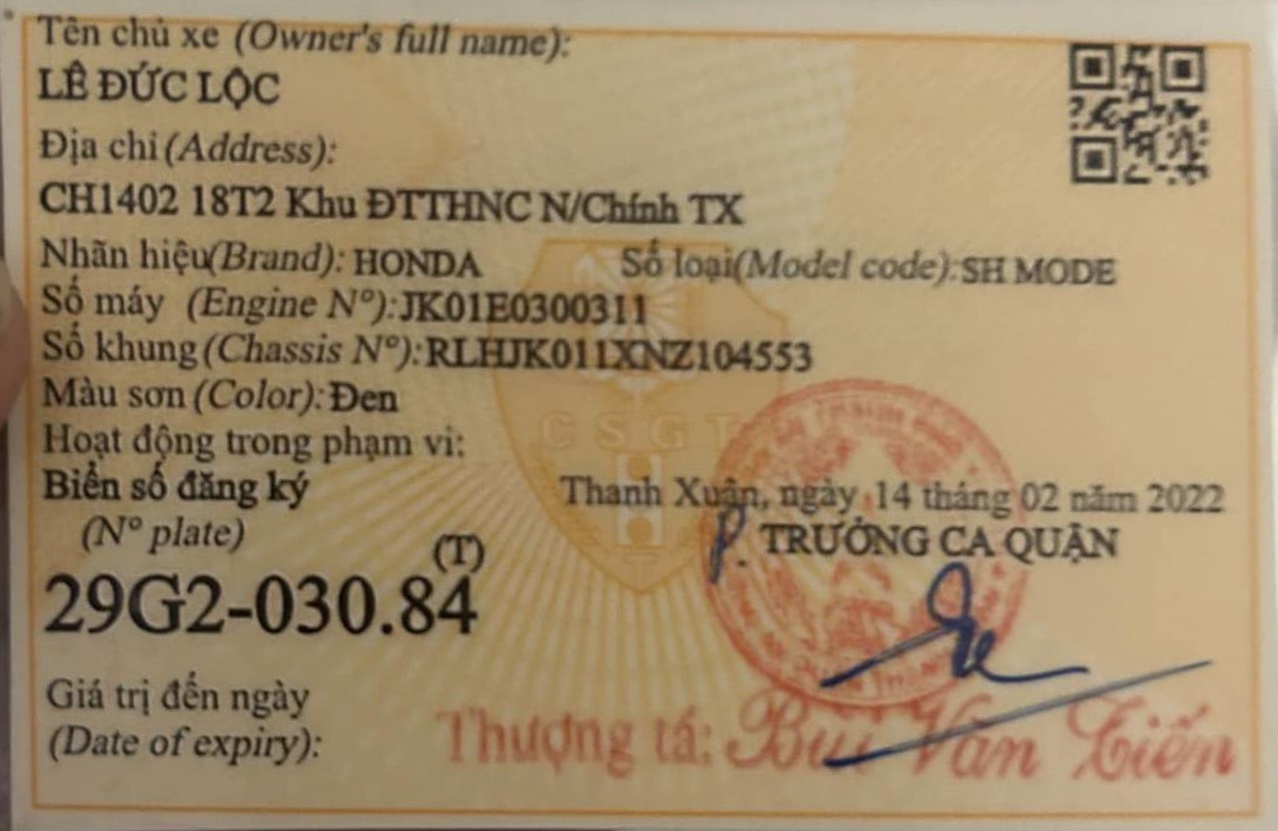 Tên chủ xe (Owner's full name):
LÊ ĐỨC LỘC
Địa chỉ (Address):
CH1402 18T2 Khu ĐTTHNC N/Chính TX
Nhãn hiệu(Brand): HONDA Số loại(Model code): SH MODE
Số máy (Engine N°): JK01E0300311
Số khung (Chassis N°): RLHJK011XNZ104553
Màu sơn (Color): Đen
Hoạt động trong phạm vi:
CSGT
Biển số đăng ký
(N° plate)
Thanh Xuân, ngày 14 tháng 02 năm 2022
P. TRƯỞNG CA QUẬN
(T)
29G2-030.84
Giá trị đến ngày
(Date of expiry):
Thượng tá: Bùi Văn Tiến